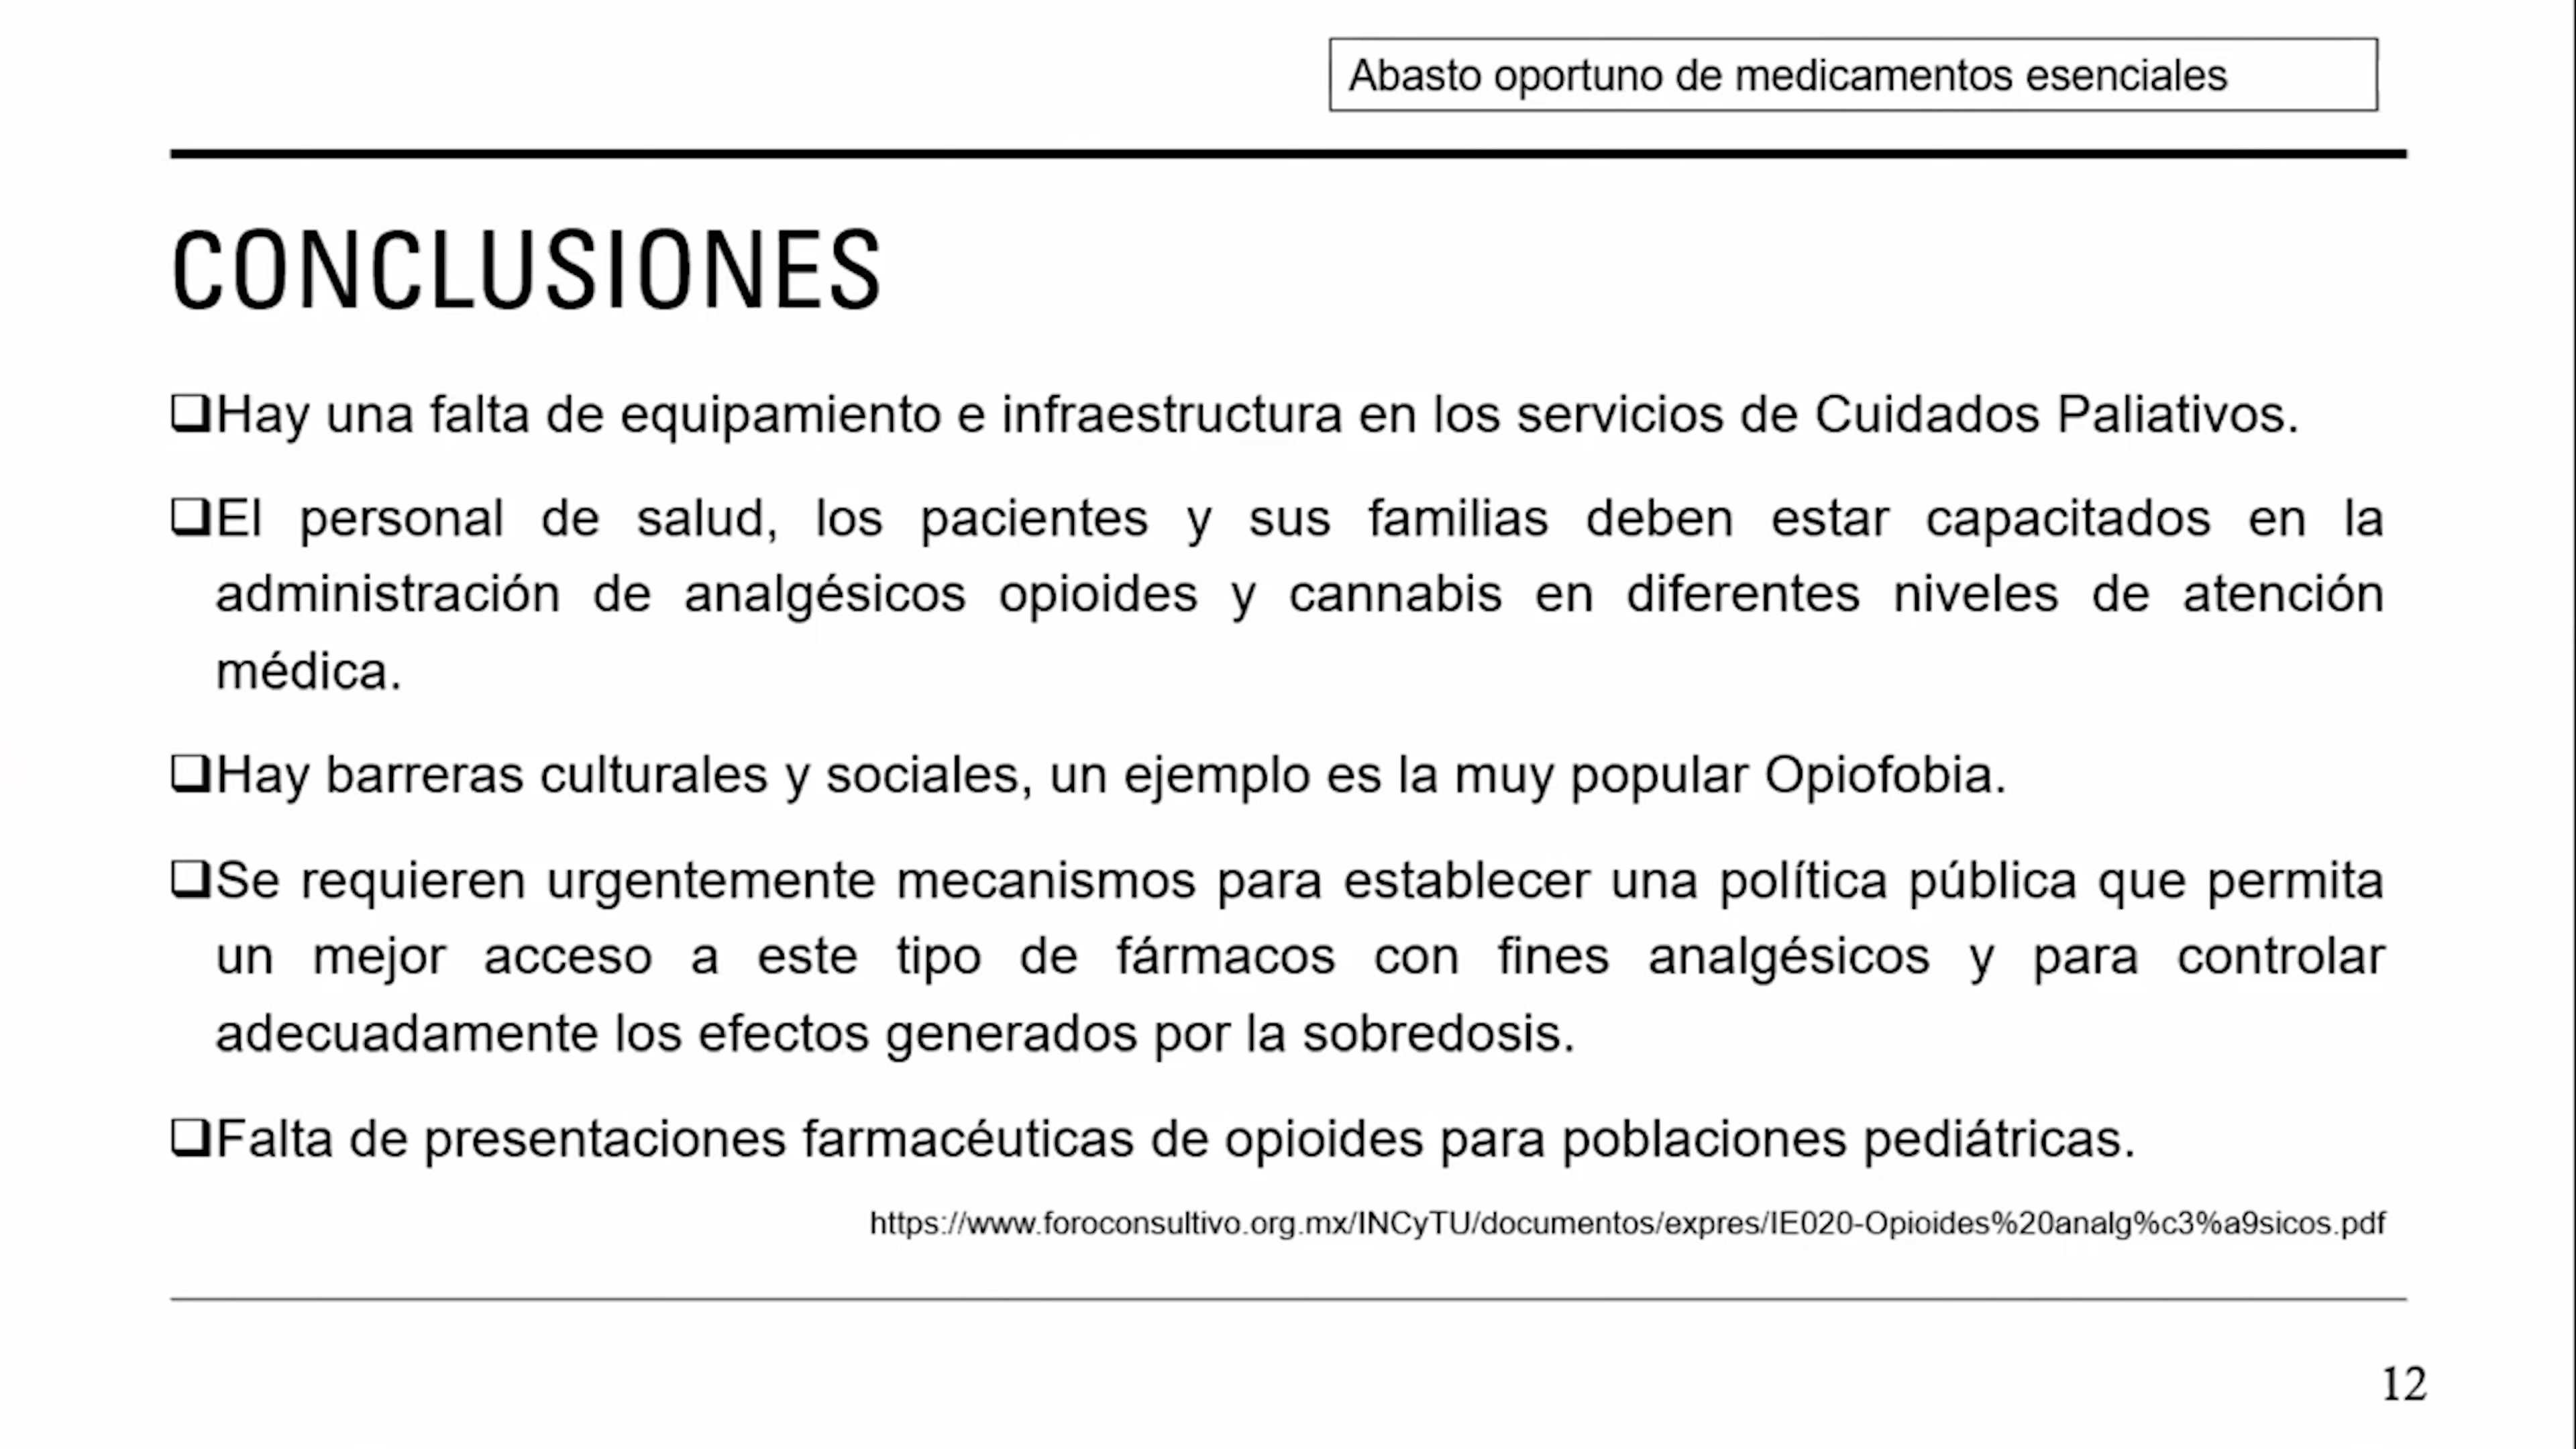 Abasto oportuno de medicamentos esenciales
CONCLUSIONES
❑Hay una falta de equipamiento e infraestructura en los servicios de Cuidados Paliativos.
❑El personal de salud, los pacientes y sus familias deben estar capacitados en la
administración de analgésicos opioides y cannabis en diferentes niveles de atención
médica.
❑Hay barreras culturales y sociales, un ejemplo es la muy popular Opiofobia.
❑Se requieren urgentemente mecanismos para establecer una política pública que permita
un mejor acceso a este tipo de fármacos con fines analgésicos y para controlar
adecuadamente los efectos generados por la sobredosis.
❑Falta de presentaciones farmacéuticas de opioides para poblaciones pediátricas.
https://www.foroconsultivo.org.mx/INCyTU/documentos/expres/IE020-Opioides%20analg%c3%a9sicos.pdf
12